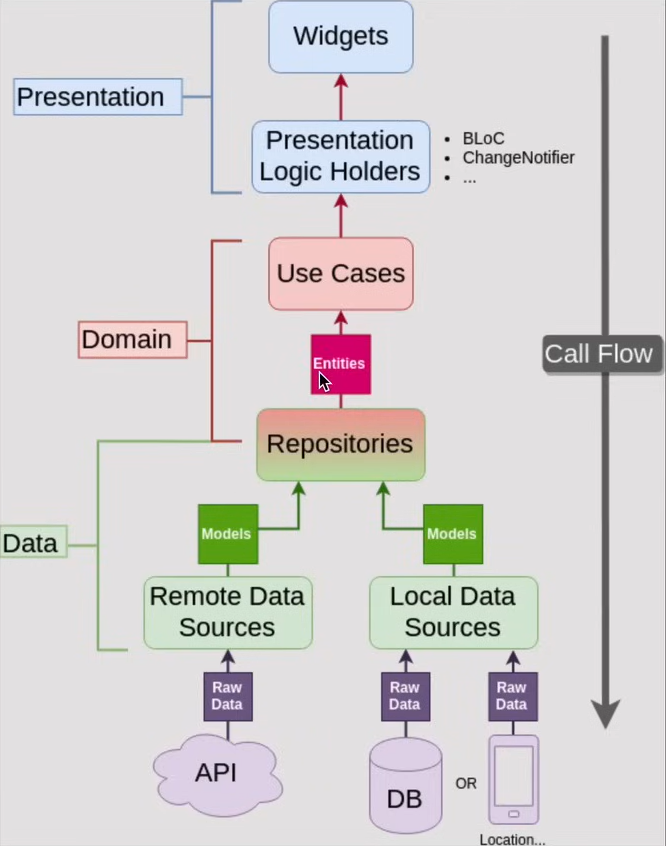 Widgets
Presentation
Presentation
Logic Holders
• BLoC
• ChangeNotifier
• ...
Use Cases
Domain
Entities
Call Flow
Repositories
Data
Models
Models
Remote Data
Sources
Local Data
Sources
Raw
Data
Raw
Data
Raw
Data
API
DB
OR
Location...